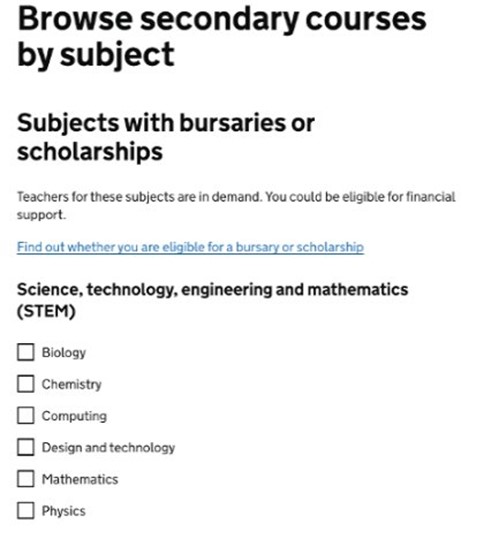 Browse secondary courses
by subject
Subjects with bursaries or
scholarships
Teachers for these subjects are in demand. You could be eligible for financial
support.
Find out whether you are eligible for a bursary or scholarship
Science, technology, engineering and mathematics
(STEM)
Biology
Chemistry
Computing
Design and technology
Mathematics
Physics